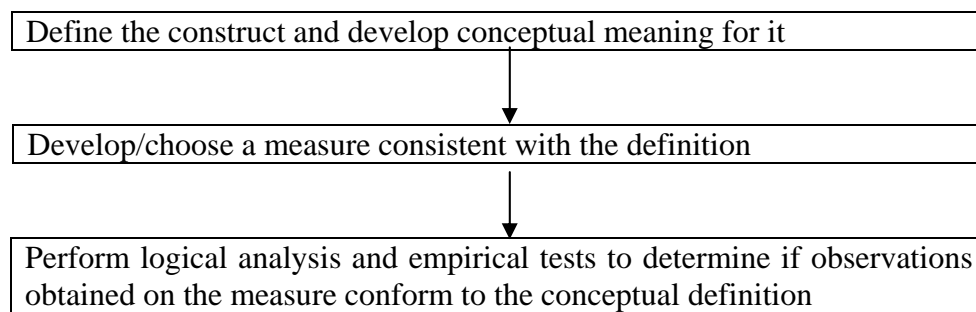 Define the construct and develop conceptual meaning for it
Develop/choose a measure consistent with the definition
Perform logical analysis and empirical tests to determine if observations
obtained on the measure conform to the conceptual definition